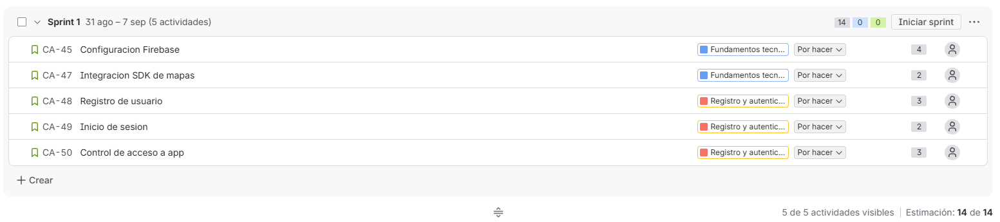 Sprint 1 31 ago – 7 sep (5 actividades) 14 0 0 Iniciar sprint
CA-45 Configuracion Firebase Fundamentos tecn... Por hacer 4
CA-47 Integracion SDK de mapas Fundamentos tecn... Por hacer 2
CA-48 Registro de usuario Registro y autentic... Por hacer 3
CA-49 Inicio de sesion Registro y autentic... Por hacer 2
CA-50 Control de acceso a app Registro y autentic... Por hacer 3
Crear
5 de 5 actividades visibles Estimación: 14 de 14